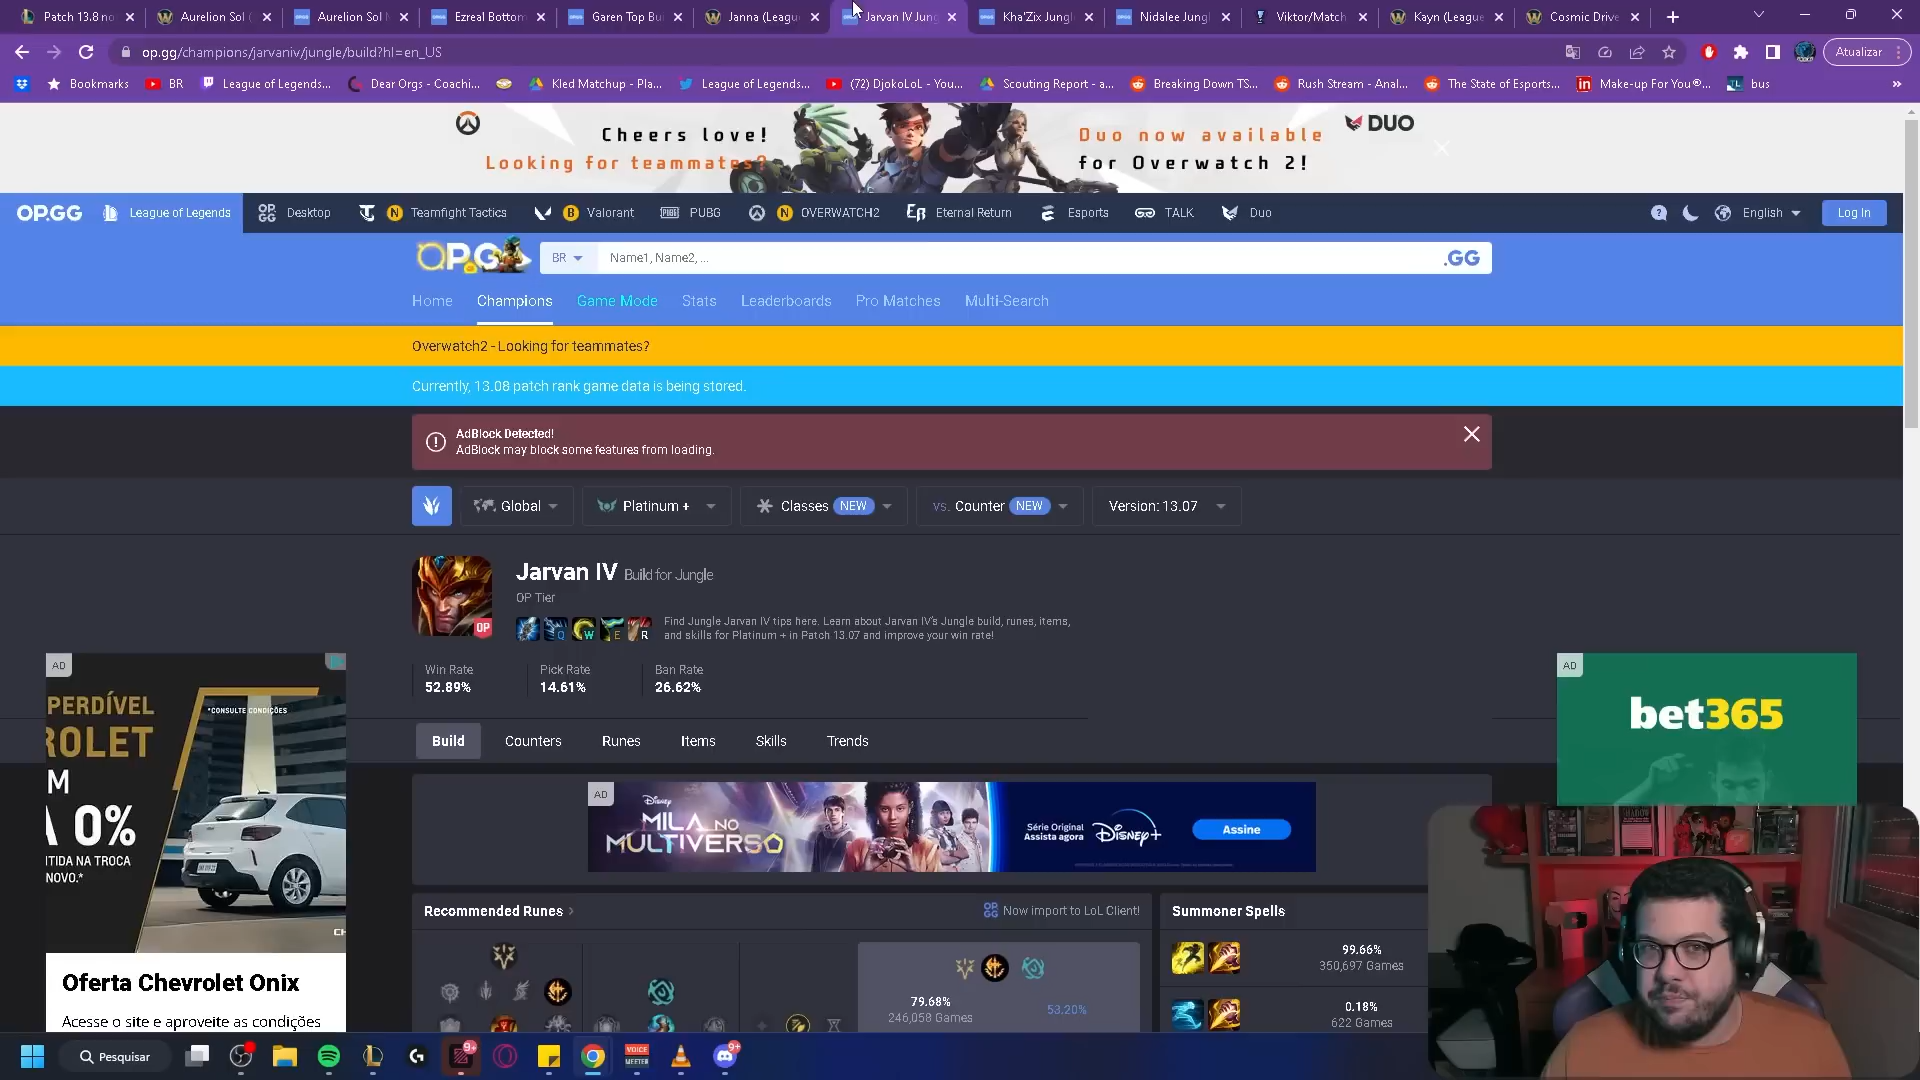 Patch 13.8 no
Aurelion Sol (
Aurelion Sol M
Ezreal Bottom
Garen Top Bui
Janna (Leagu
Jarvan IV Jung
Kha'Zix Jungl
Nidalee Jungl
Viktor/Match
Kayn (League
Cosmic Drive
op.gg/champions/jarvaniv/jungle/build?hl=en_US
Atualizar
Bookmarks
BR
League of Legends...
Dear Orgs - Coachi...
Kled Matchup - Pla...
League of Legends...
(72) DjokoLoL - You...
Scouting Report - a...
Breaking Down TS...
Rush Stream - Anal...
The State of Esports...
Make-up For You®...
bus
Cheers love!
Looking for teammates?
Duo now available
for Overwatch 2!
DUO
OP.GG
League of Legends
Desktop
N Teamfight Tactics
B Valorant
PUBG
N OVERWATCH2
Eternal Return
Esports
TALK
Duo
English
Log In
OP.G
BR
Name1, Name2, ...
.GG
Home
Champions
Game Mode
Stats
Leaderboards
Pro Matches
Multi-Search
Overwatch2 - Looking for teammates?
Currently, 13.08 patch rank game data is being stored.
AdBlock Detected!
AdBlock may block some features from loading.
Global
Platinum +
Classes NEW
vs. Counter NEW
Version: 13.07
Jarvan IV Build for Jungle
OP Tier
OP
Q W E R
Find Jungle Jarvan IV tips here. Learn about Jarvan IV's Jungle build, runes, items,
and skills for Platinum + in Patch 13.07 and improve your win rate!
Win Rate
52.89%
Pick Rate
14.61%
Ban Rate
26.62%
Build
Counters
Runes
Items
Skills
Trends
AD
PERDÍVEL
ROLET
*CONSULTE CONDIÇÕES
M
A 0%
TIDA NA TROCA
NOVO.*
CH
Oferta Chevrolet Onix
Acesse o site e aproveite as condições
AD
bet365
AD
Disney
MILA NO
MULTIVERSO
Série Original
Assista agora
Disney+
Assine
Recommended Runes
Now import to LoL Client!
79.68%
246,058 Games
53.20%
Summoner Spells
99.66%
350,697 Games
0.18%
622 Games
Pesquisar
9+
VOICE
MEETER
9+